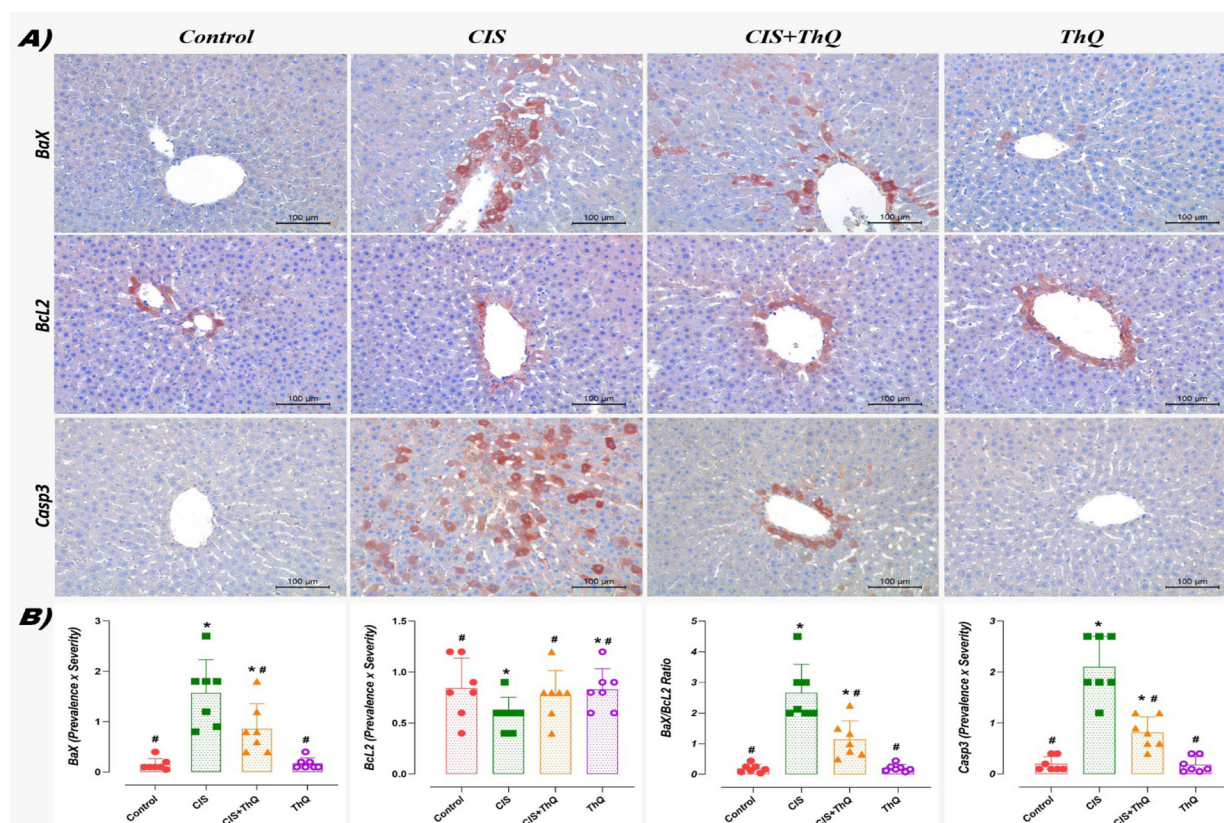 A) Control CIS CIS+ThQ ThQ
BaX
100 µm 100 µm 100 µm 100 µm
BcL2
100 µm 100 µm 100 µm 100 µm
Casp3
100 µm 100 µm 100 µm 100 µm
B)
BaX (Prevalence x Severity)
3
2
1
0
# * * # #
Control CIS CIS+ThQ ThQ
BcL2 (Prevalence x Severity)
1.5
1.0
0.5
0.0
# * # * #
Control CIS CIS+ThQ ThQ
BaX/BcL2 Ratio
5
4
3
2
1
0
# * * # #
Control CIS CIS+ThQ ThQ
Casp3 (Prevalence x Severity)
3
2
1
0
# * * # #
Control CIS CIS+ThQ ThQ